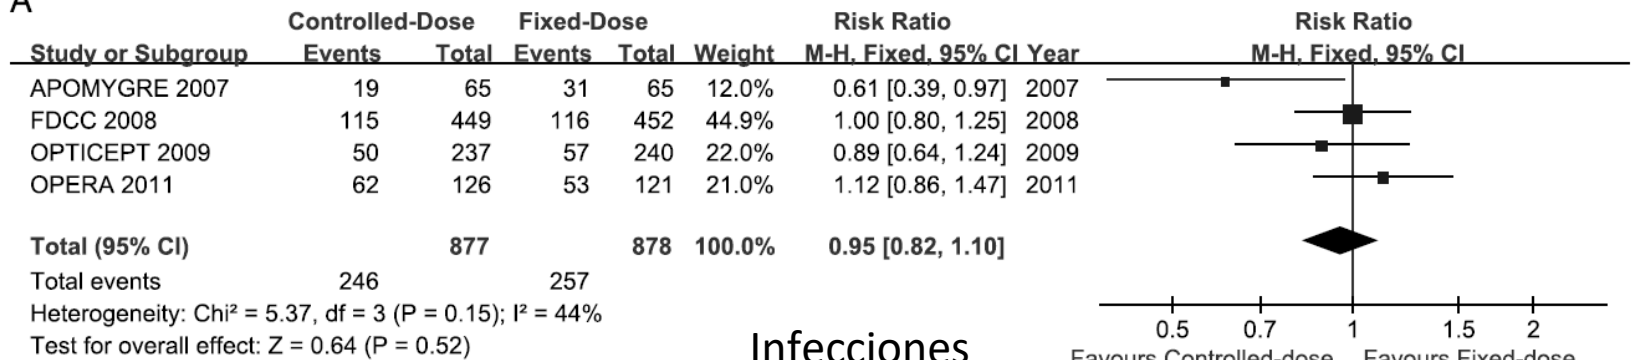 A
Controlled-Dose Fixed-Dose Risk Ratio Risk Ratio
Study or Subgroup Events Total Events Total Weight M-H, Fixed, 95% CI Year M-H, Fixed, 95% CI
APOMYGRE 2007 19 65 31 65 12.0% 0.61 [0.39, 0.97] 2007
FDCC 2008 115 449 116 452 44.9% 1.00 [0.80, 1.25] 2008
OPTICEPT 2009 50 237 57 240 22.0% 0.89 [0.64, 1.24] 2009
OPERA 2011 62 126 53 121 21.0% 1.12 [0.86, 1.47] 2011
Total (95% CI) 877 878 100.0% 0.95 [0.82, 1.10]
Total events 246 257
Heterogeneity: Chi² = 5.37, df = 3 (P = 0.15); I² = 44%
Test for overall effect: Z = 0.64 (P = 0.52)
0.5 0.7 1 1.5 2
Favours Controlled-dose Favours Fixed-dose
Infecciones